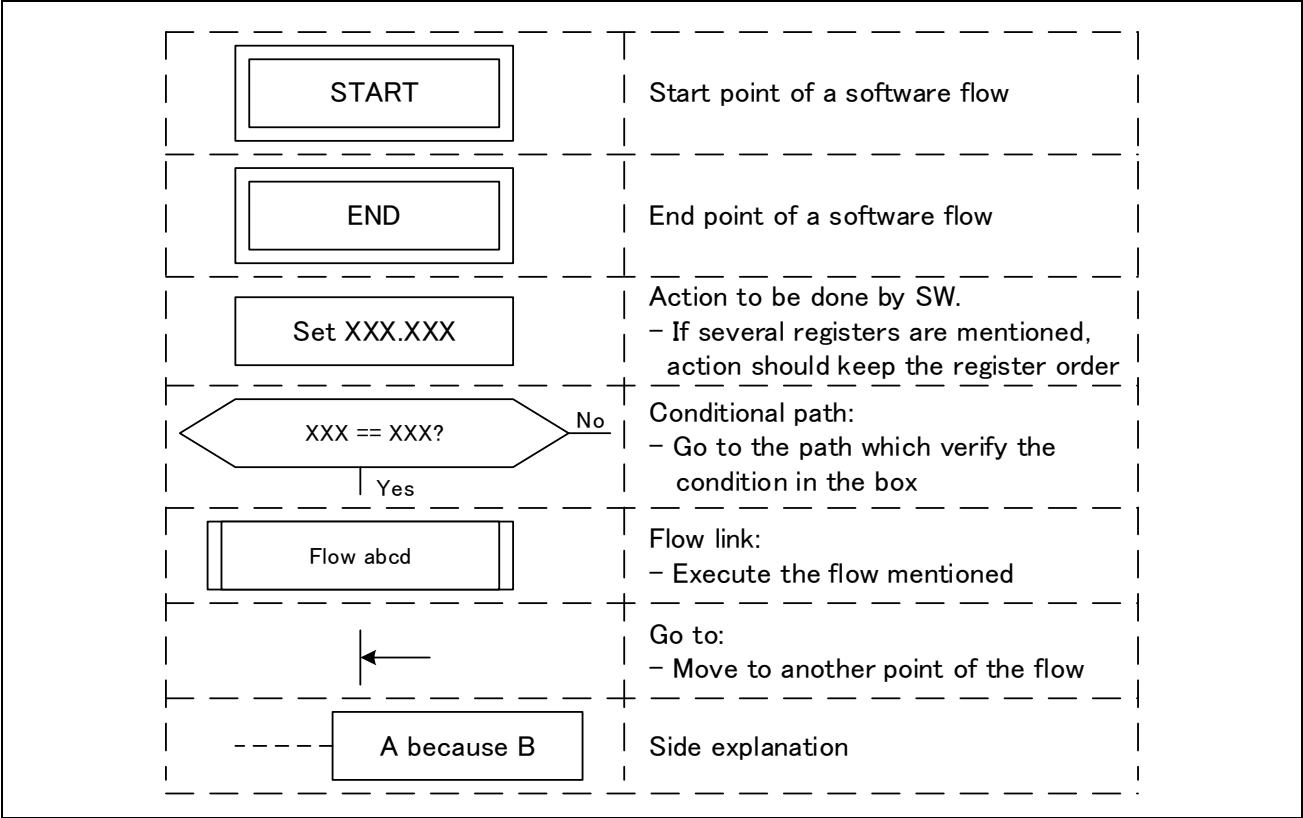 START
Start point of a software flow
END
End point of a software flow
Set XXX.XXX
Action to be done by SW.
- If several registers are mentioned,
action should keep the register order
XXX == XXX?
No
Yes
Conditional path:
- Go to the path which verify the
condition in the box
Flow abcd
Flow link:
- Execute the flow mentioned
Go to:
- Move to another point of the flow
A because B
Side explanation